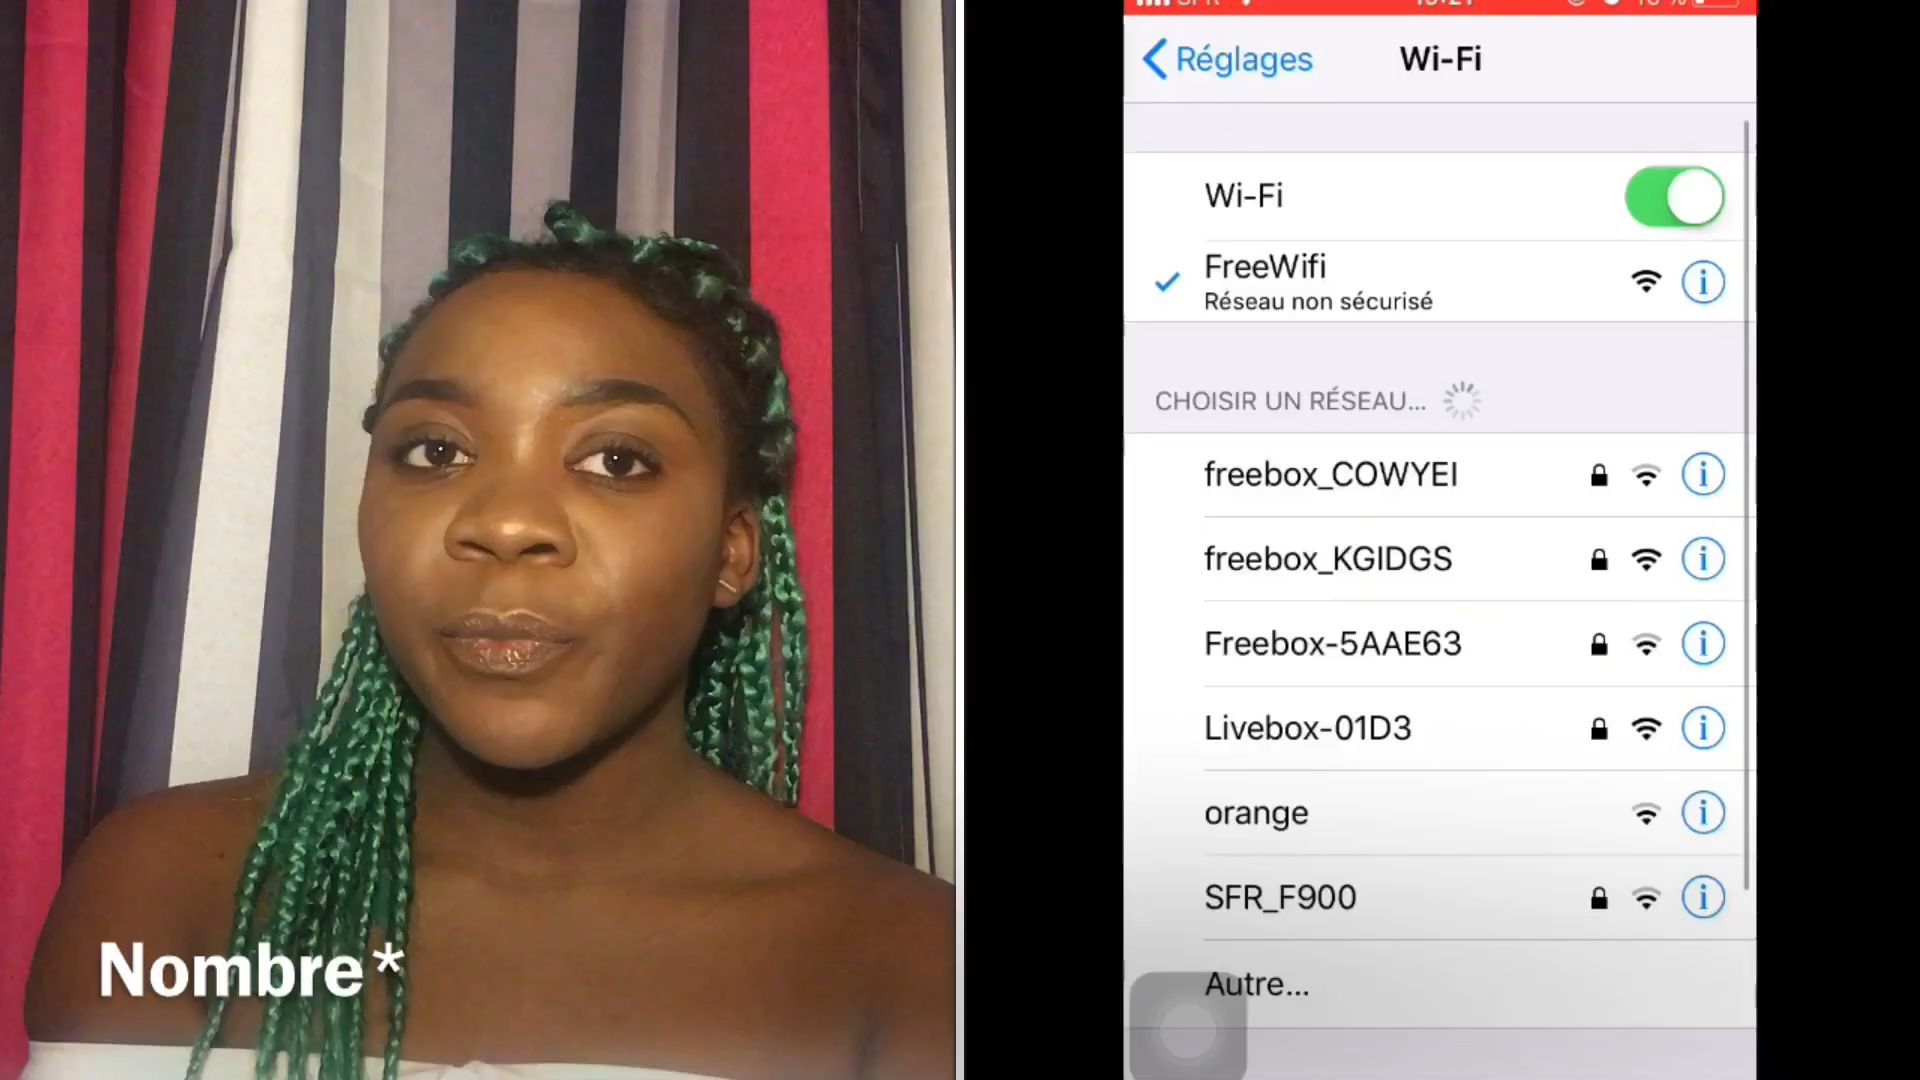 Nombre*
Réglages
Wi-Fi
Wi-Fi
FreeWifi
Réseau non sécurisé
CHOISIR UN RÉSEAU...
freebox_COWYEI
freebox_KGIDGS
Freebox-5AAE63
Livebox-01D3
orange
SFR_F900
Autre...